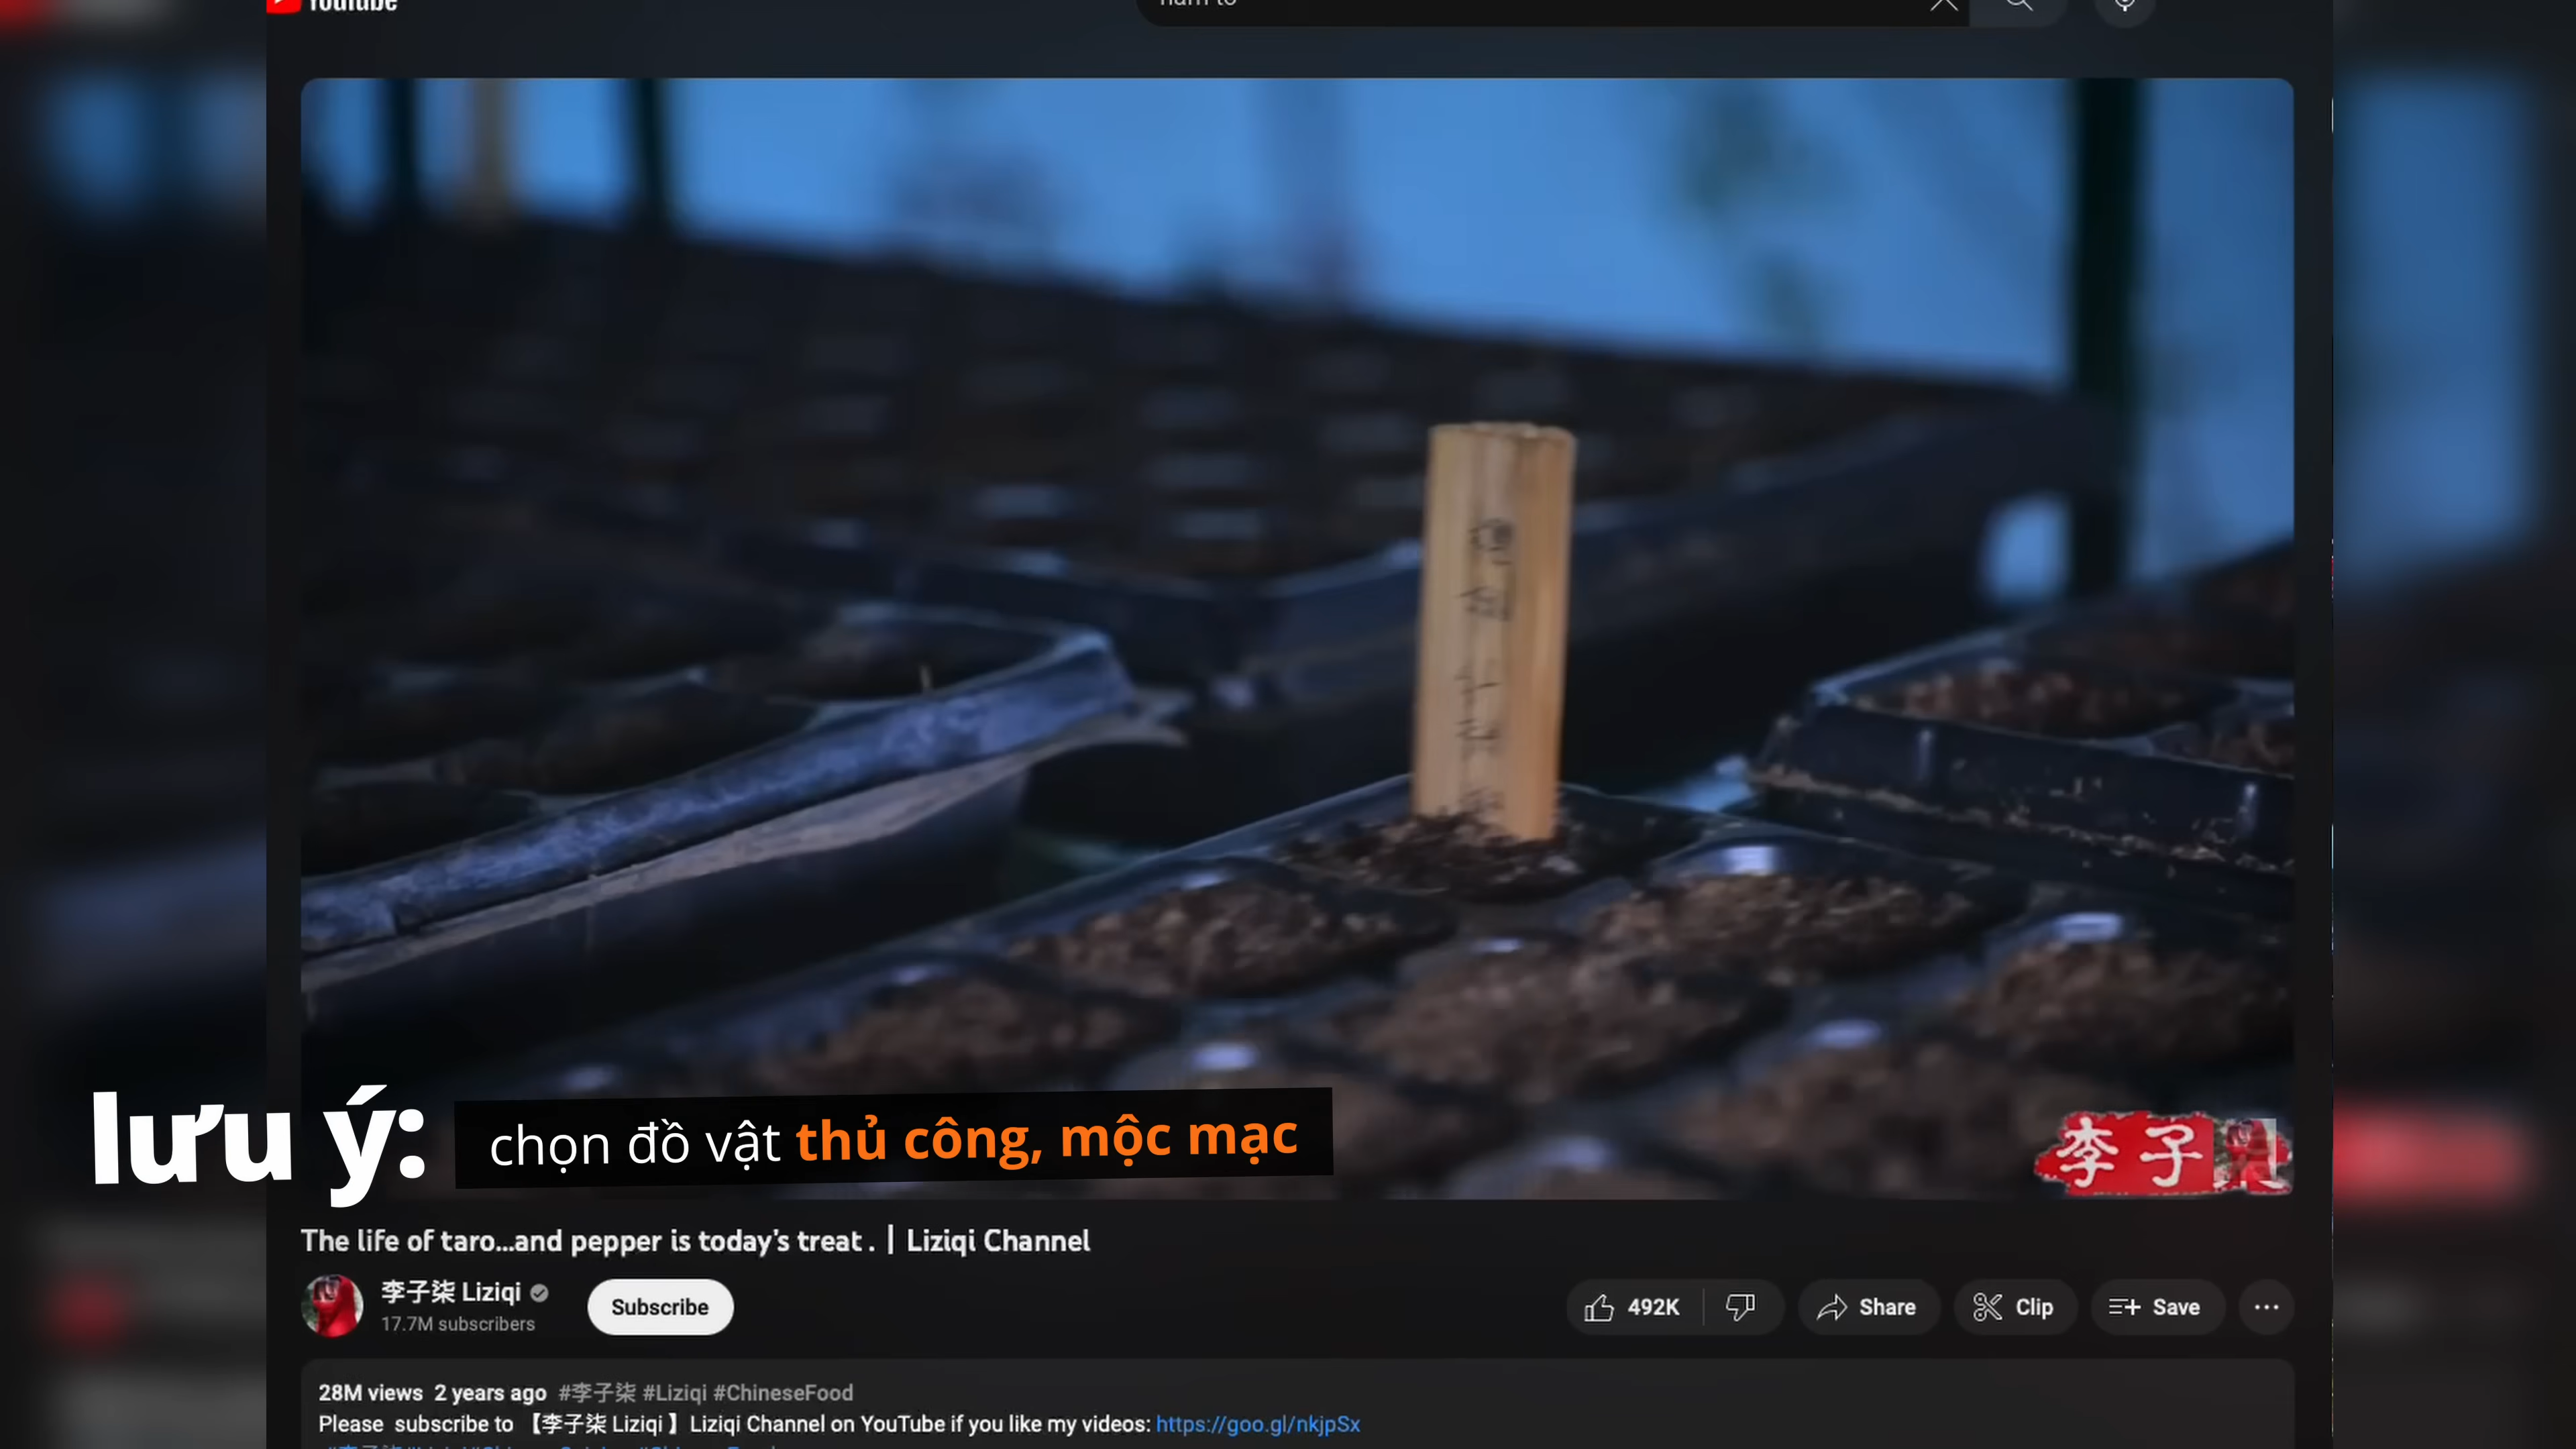 YouTube
lưu ý:
chọn đồ vật thủ công, mộc mạc
李子
The life of taro...and pepper is today's treat . | Liziqi Channel
李子柒 Liziqi
17.7M subscribers
Subscribe
492K
Share
Clip
Save
28M views 2 years ago #李子柒 #Liziqi #ChineseFood
Please subscribe to 【李子柒 Liziqi 】Liziqi Channel on YouTube if you like my videos: https://goo.gl/nkjpSx